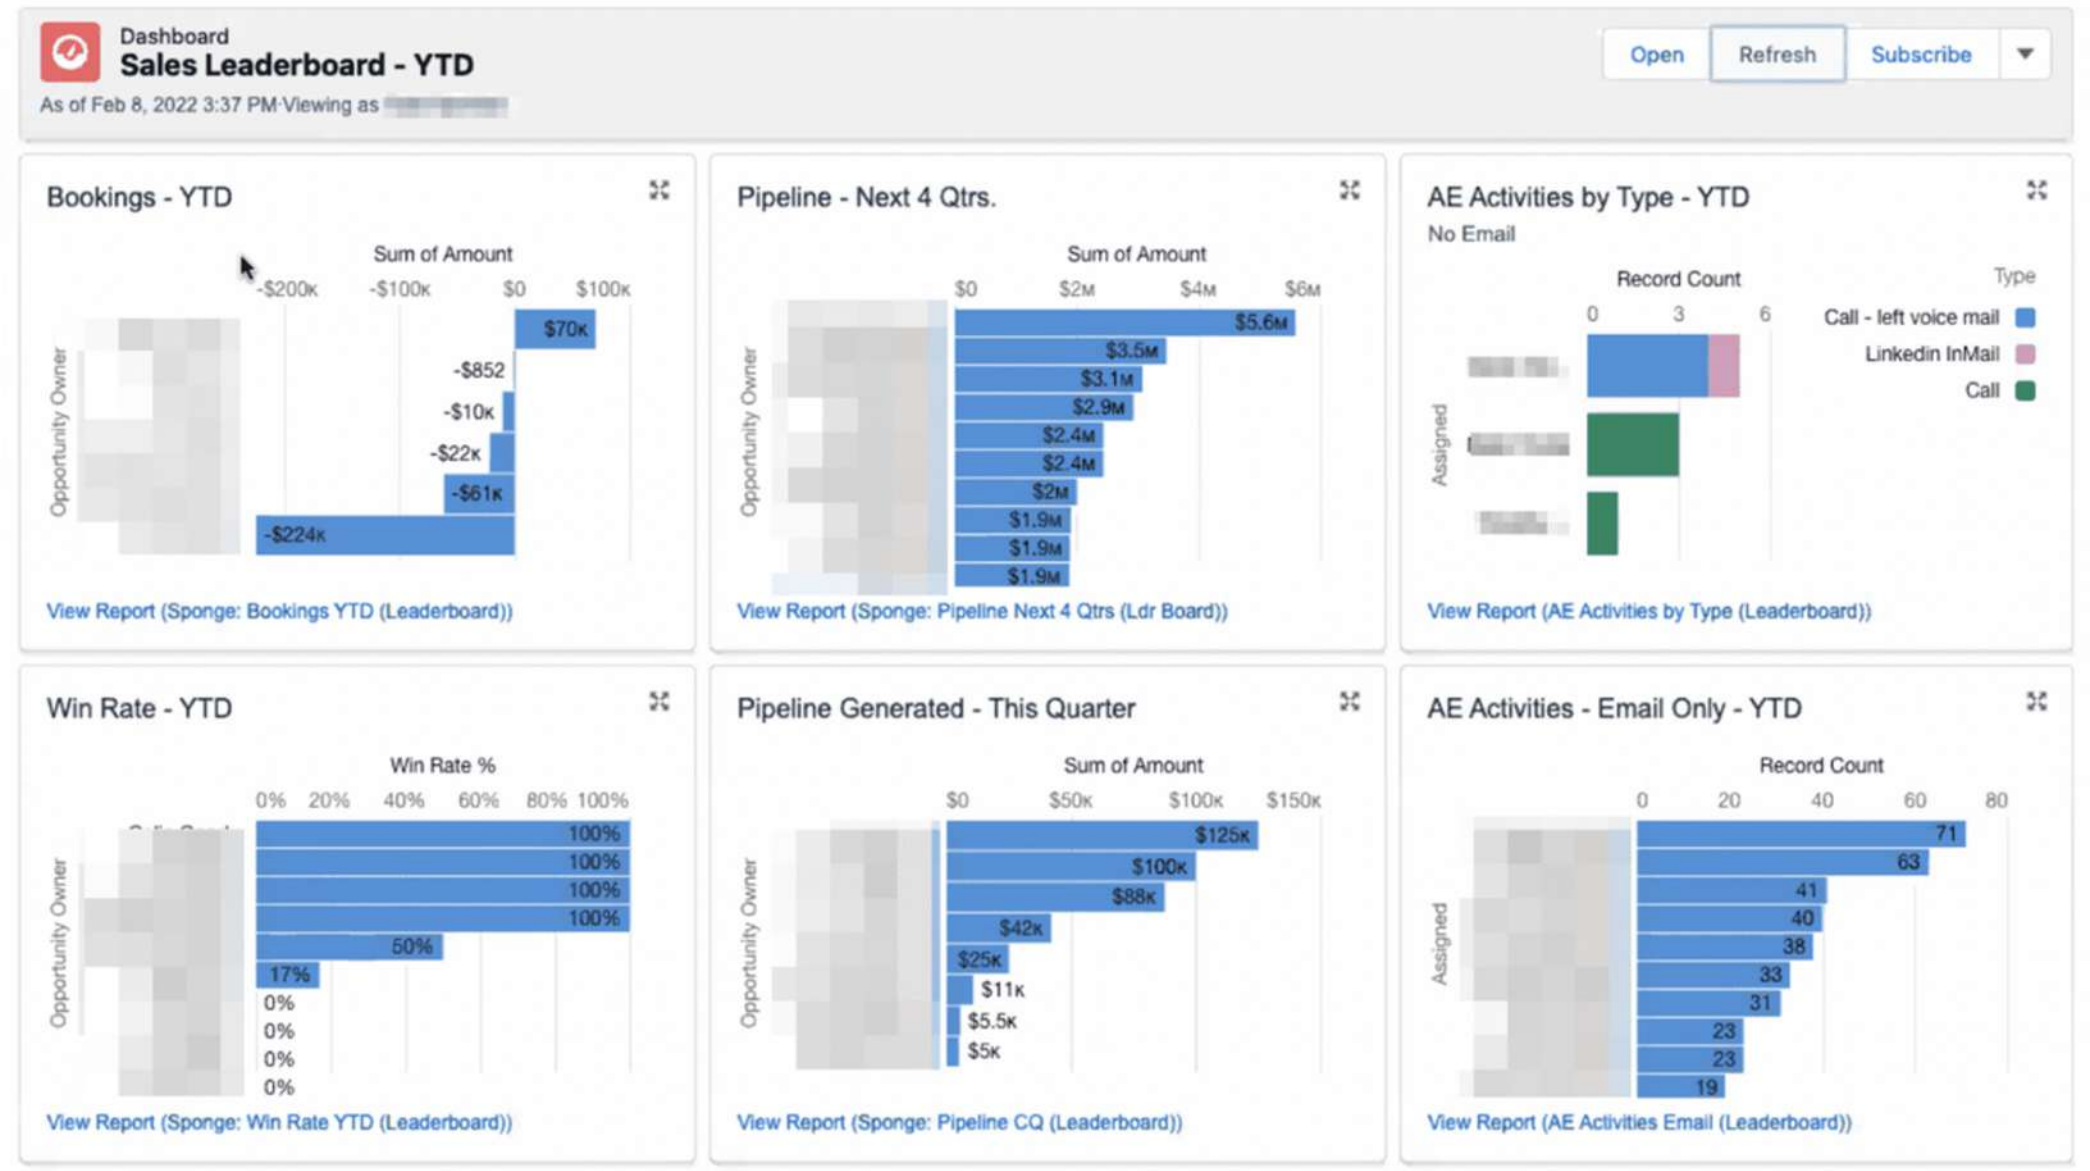 Dashboard
Sales Leaderboard - YTD
As of Feb 8, 2022 3:37 PM·Viewing as
Open
Refresh
Subscribe
Bookings - YTD
Sum of Amount
-$200K -$100K $0 $100K
Opportunity Owner
$70K
-$852
-$10K
-$22K
-$61K
-$224K
View Report (Sponge: Bookings YTD (Leaderboard))
Pipeline - Next 4 Qtrs.
Sum of Amount
$0 $2M $4M $6M
Opportunity Owner
$5.6M
$3.5M
$3.1M
$2.9M
$2.4M
$2.4M
$2M
$1.9M
$1.9M
$1.9M
View Report (Sponge: Pipeline Next 4 Qtrs (Ldr Board))
AE Activities by Type - YTD
No Email
Record Count
0 3 6
Assigned
Type
Call - left voice mail
Linkedin InMail
Call
View Report (AE Activities by Type (Leaderboard))
Win Rate - YTD
Win Rate %
0% 20% 40% 60% 80% 100%
Opportunity Owner
100%
100%
100%
100%
50%
17%
0%
0%
0%
0%
View Report (Sponge: Win Rate YTD (Leaderboard))
Pipeline Generated - This Quarter
Sum of Amount
$0 $50K $100K $150K
Opportunity Owner
$125K
$100K
$88K
$42K
$25K
$11K
$5.5K
$5K
View Report (Sponge: Pipeline CQ (Leaderboard))
AE Activities - Email Only - YTD
Record Count
0 20 40 60 80
Assigned
71
63
41
40
38
33
31
23
23
19
View Report (AE Activities Email (Leaderboard))